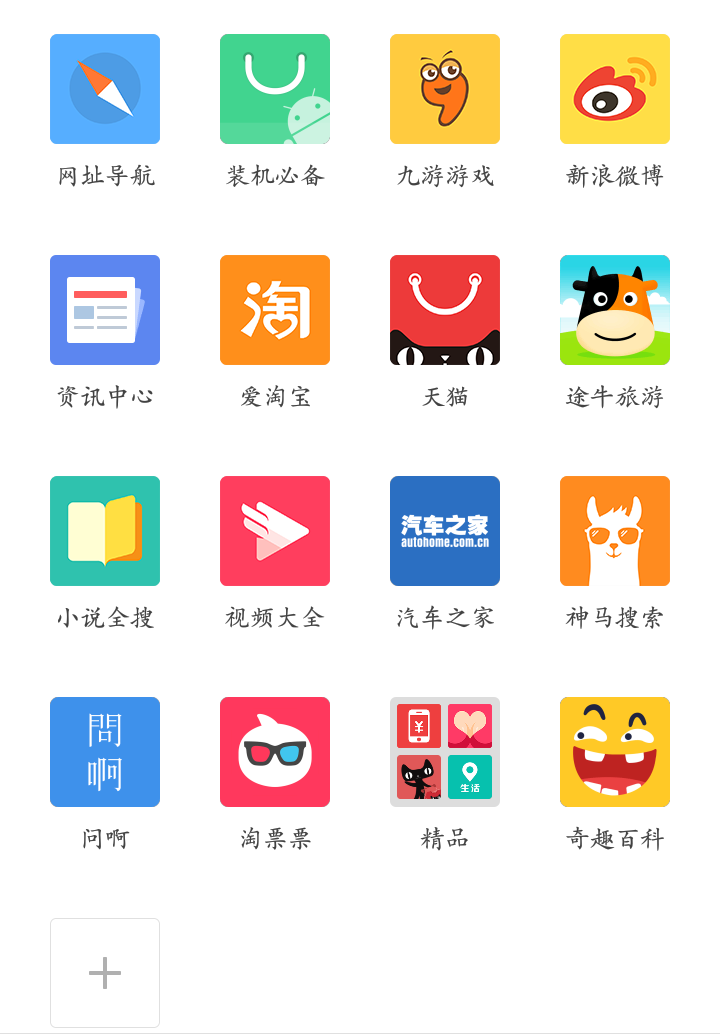 网址导航
装机必备
九游游戏
新浪微博
淘
资讯中心
爱淘宝
天猫
途牛旅游
汽车之家
autohome.com.cn
小说全搜
视频大全
汽车之家
神马搜索
問
啊
¥
生活
问啊
淘票票
精品
奇趣百科